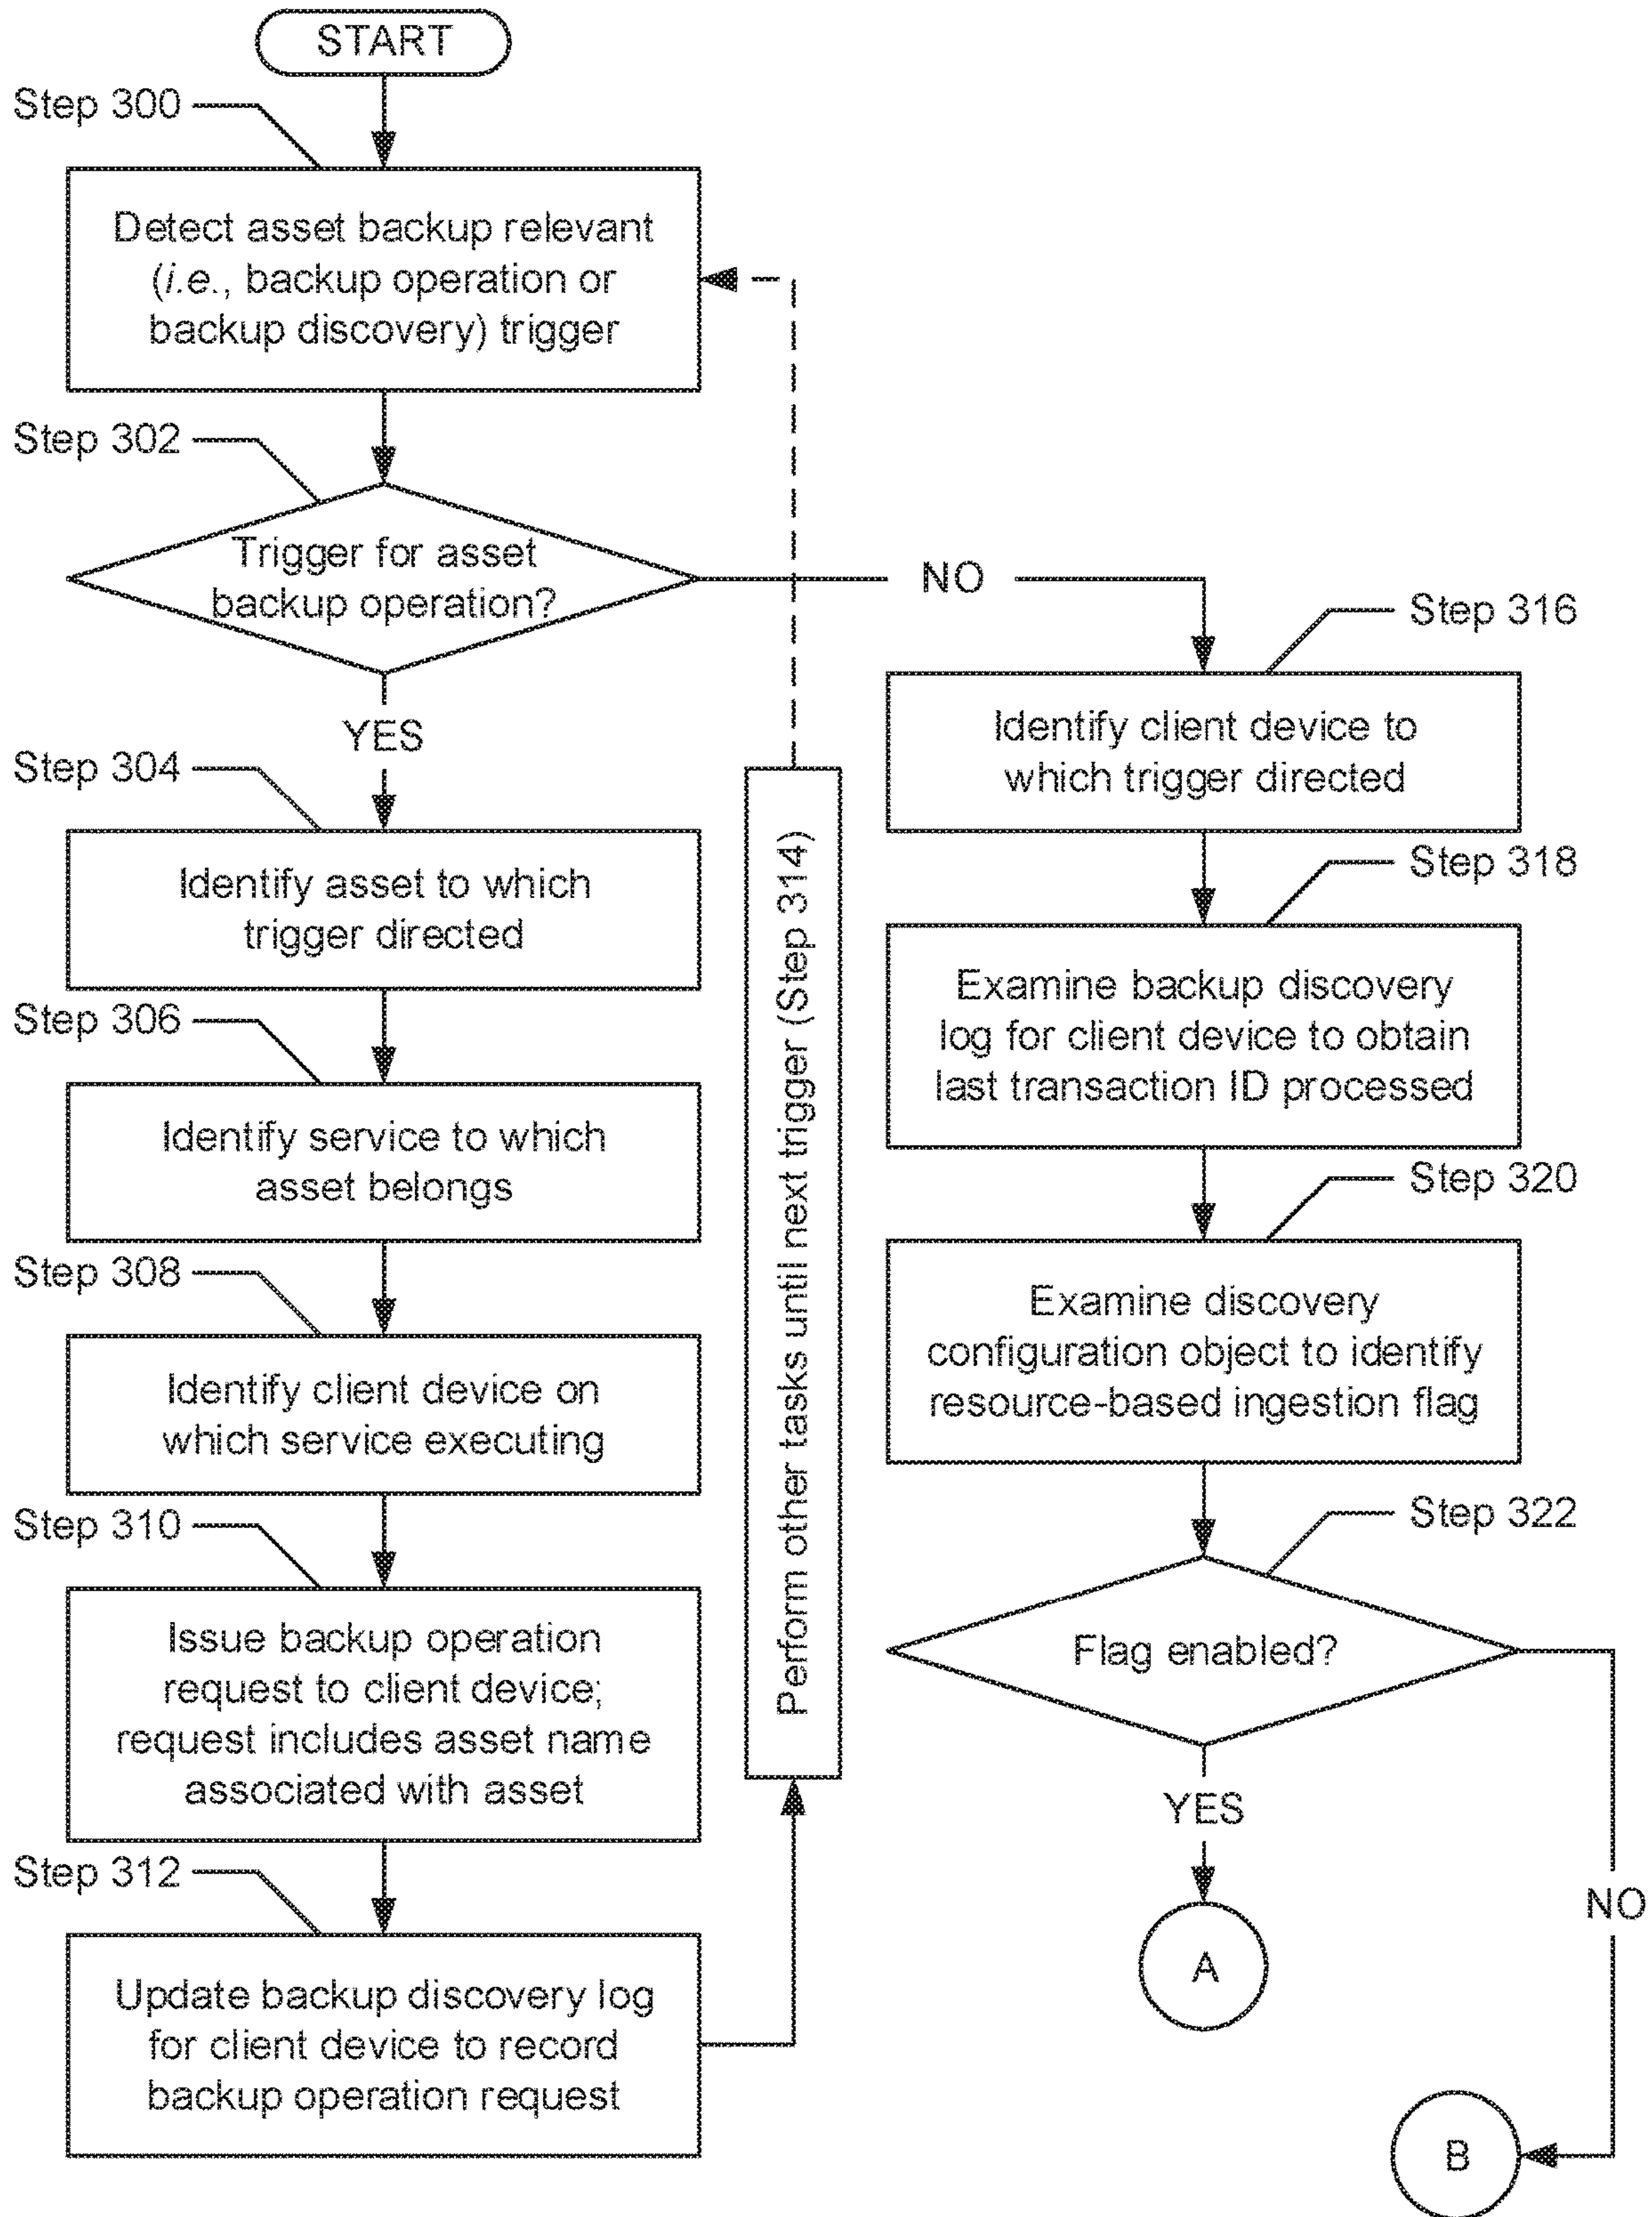 START
Step 300
Detect asset backup relevant
(i.e., backup operation or
backup discovery) trigger
Step 302
Trigger for asset
backup operation?
YES
Step 304
Identify asset to which
trigger directed
Step 306
Identify service to which
asset belongs
Step 308
Identify client device on
which service executing
Step 310
Issue backup operation
request to client device;
request includes asset name
associated with asset
Step 312
Update backup discovery log
for client device to record
backup operation request
Perform other tasks until next trigger (Step 314)
NO
Step 316
Identify client device to
which trigger directed
Step 318
Examine backup discovery
log for client device to obtain
last transaction ID processed
Step 320
Examine discovery
configuration object to identify
resource-based ingestion flag
Step 322
Flag enabled?
YES
A
NO
B